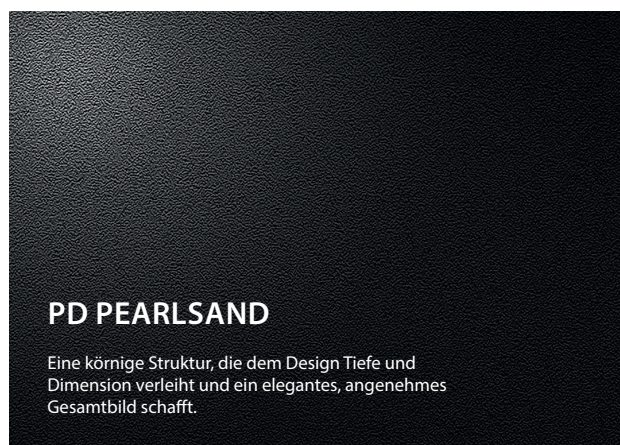 PD PEARLSAND
Eine körnige Struktur, die dem Design Tiefe und
Dimension verleiht und ein elegantes, angenehmes
Gesamtbild schafft.